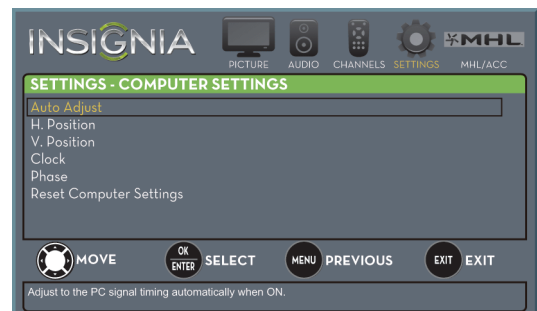 INSIGNIA
PICTURE AUDIO CHANNELS SETTINGS MHL MHL/ACC
SETTINGS - COMPUTER SETTINGS
Auto Adjust
H. Position
V. Position
Clock
Phase
Reset Computer Settings
MOVE OK ENTER SELECT MENU PREVIOUS EXIT EXIT
Adjust to the PC signal timing automatically when ON.